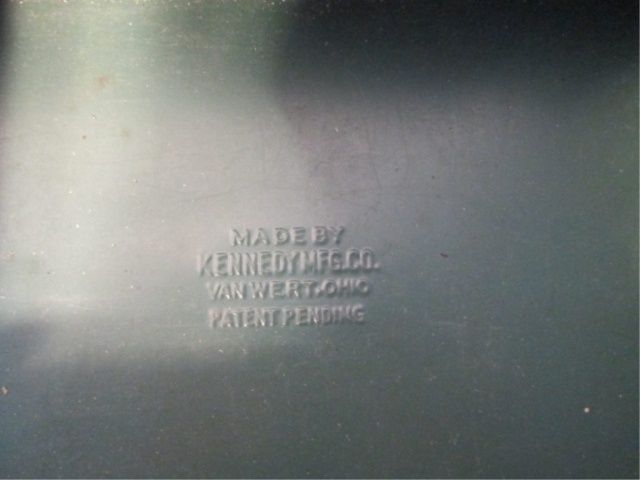 MADE BY
KENNEDY MFG. CO.
VAN WERT, OHIO
PATENT PENDING